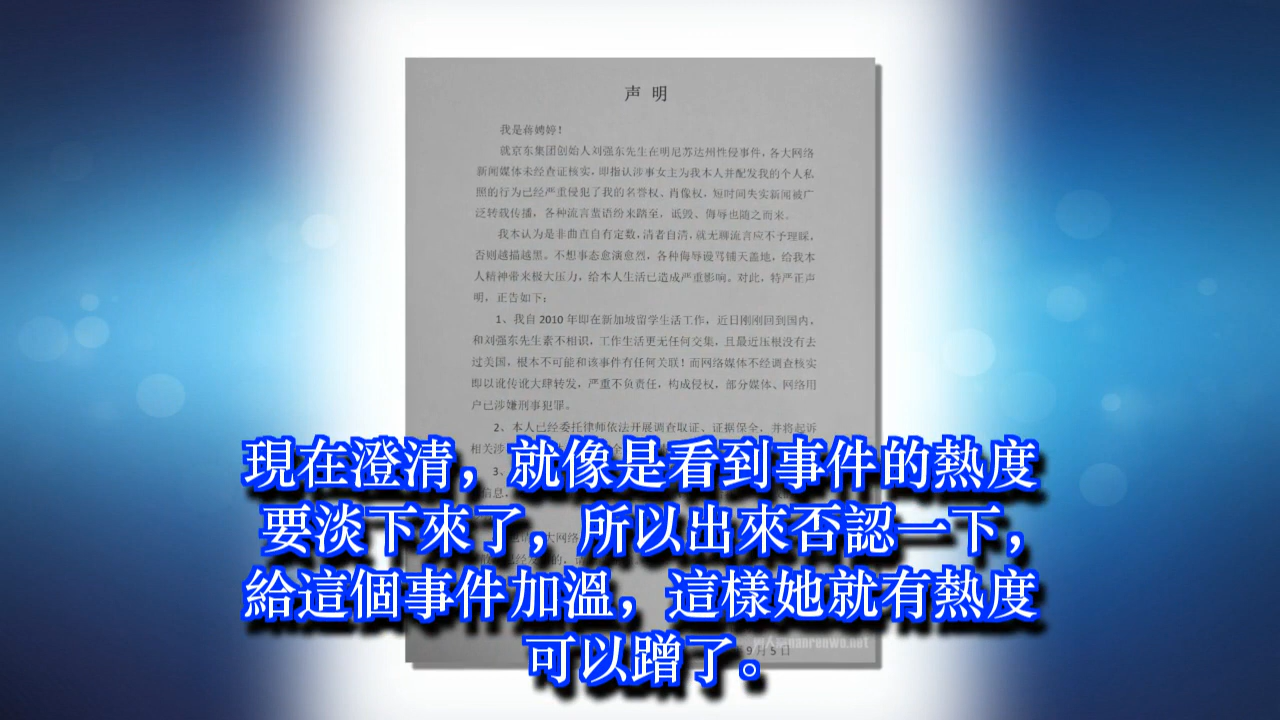 声 明
我是蒋娉婷！
就京东集团创始人刘强东先生在明尼苏达州性侵事件，各大网络
新闻媒体未经查证核实，即指认涉事女主为我本人并配发我的个人私
照的行为已经严重侵犯了我的名誉权、肖像权，短时间失实新闻被广
泛转载传播，各种流言蜚语纷来踏至，诋毁、侮辱也随之而来。
我本认为是非曲直自有定数，清者自清，就无聊流言应不予理睬，
否则越描越黑。不想事态愈演愈烈，各种侮辱谩骂铺天盖地，给我本
人精神带来极大压力，给本人生活已造成严重影响。对此，特严正声
明，正告如下：
1、我自 2010 年即在新加坡留学生活工作，近日刚刚回到国内，
和刘强东先生素不相识，工作生活更无任何交集，且最近压根没有去
过美国，根本不可能和该事件有任何关联！而网络媒体不经调查核实
即以讹传讹大肆转发，严重不负责任，构成侵权，部分媒体、网络用
户已涉嫌刑事犯罪。
2、本人已经委托律师依法开展调查取证、证据保全，并将起诉
相关涉
3、
信息，
大网络
現在澄清，就像是看到事件的熱度
要淡下來了，所以出來否認一下，
給這個事件加溫，這樣她就有熱度
可以蹭了。
9 月 5 日
nanrenwo.net